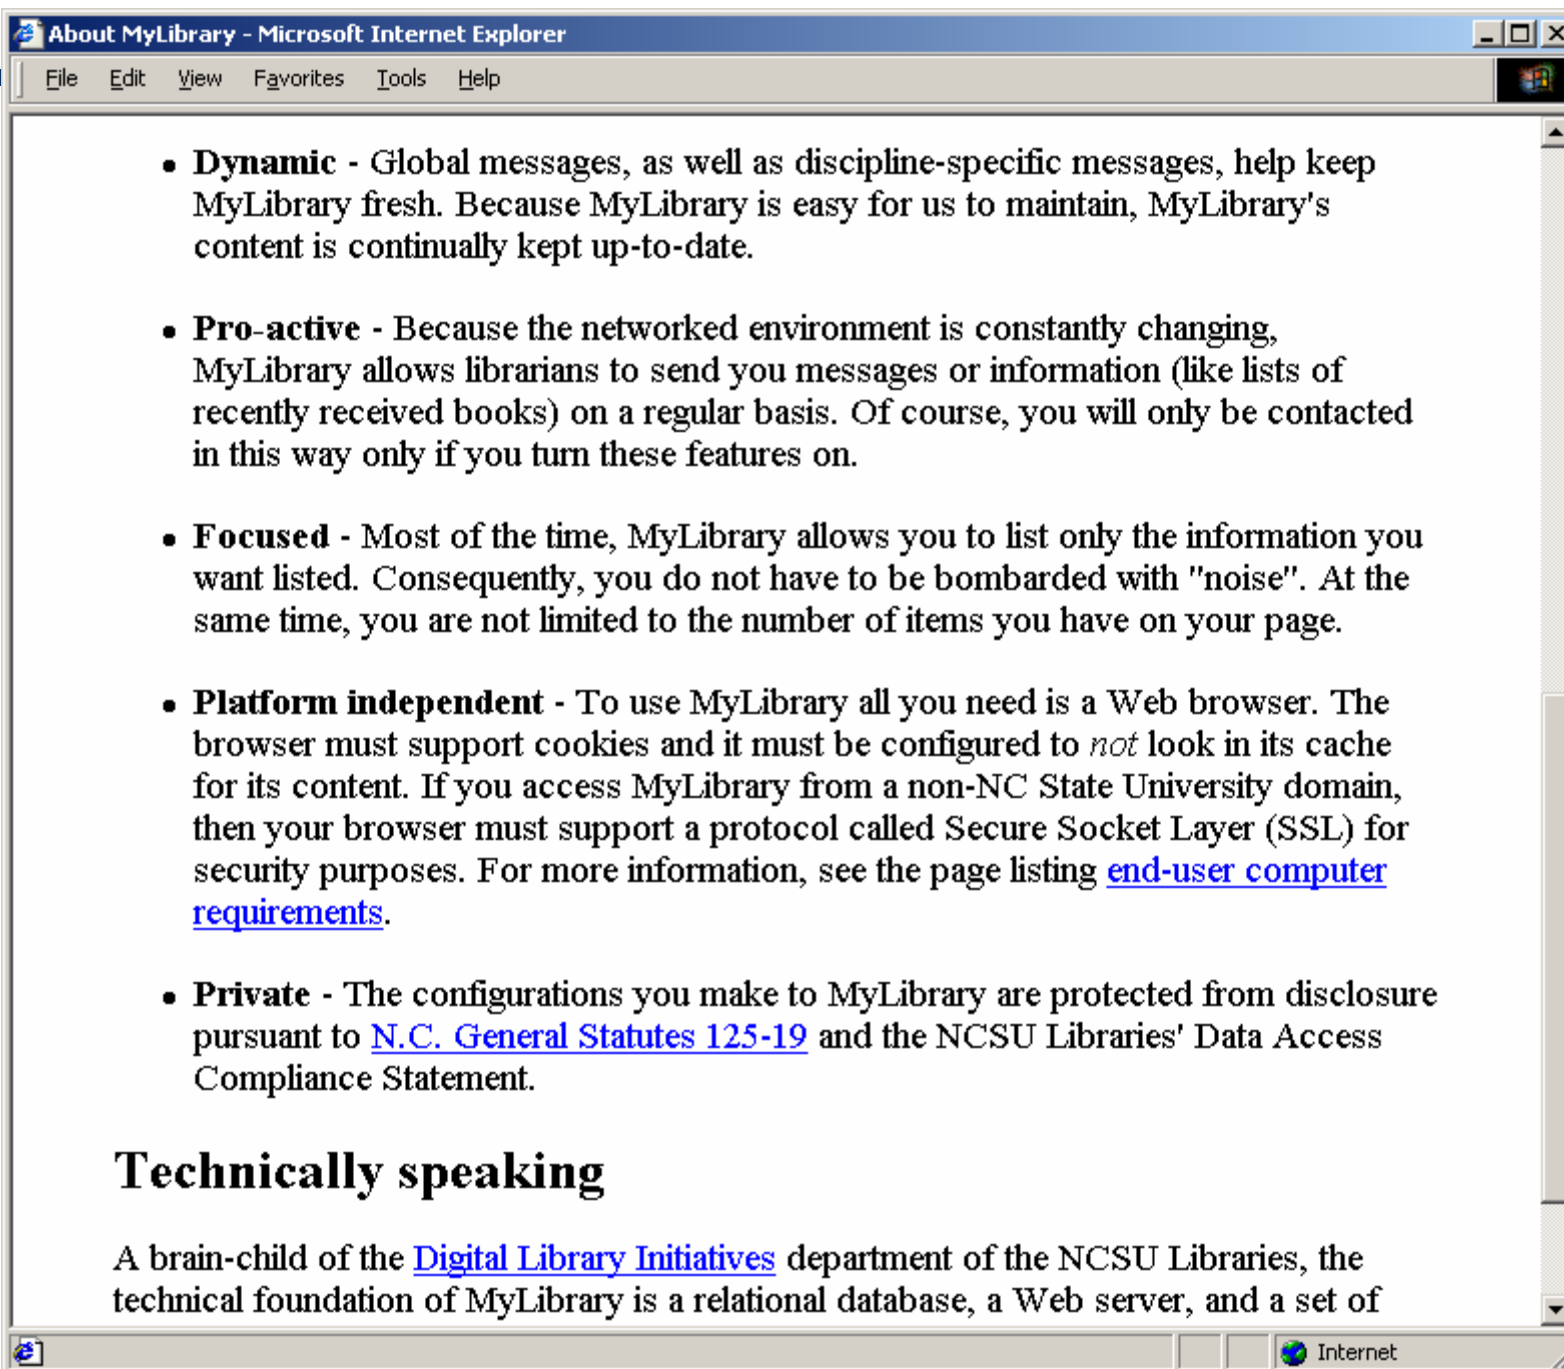 About MyLibrary - Microsoft Internet Explorer
File Edit View Favorites Tools Help
• Dynamic - Global messages, as well as discipline-specific messages, help keep
MyLibrary fresh. Because MyLibrary is easy for us to maintain, MyLibrary's
content is continually kept up-to-date.
• Pro-active - Because the networked environment is constantly changing,
MyLibrary allows librarians to send you messages or information (like lists of
recently received books) on a regular basis. Of course, you will only be contacted
in this way only if you turn these features on.
• Focused - Most of the time, MyLibrary allows you to list only the information you
want listed. Consequently, you do not have to be bombarded with "noise". At the
same time, you are not limited to the number of items you have on your page.
• Platform independent - To use MyLibrary all you need is a Web browser. The
browser must support cookies and it must be configured to not look in its cache
for its content. If you access MyLibrary from a non-NC State University domain,
then your browser must support a protocol called Secure Socket Layer (SSL) for
security purposes. For more information, see the page listing end-user computer
requirements.
• Private - The configurations you make to MyLibrary are protected from disclosure
pursuant to N.C. General Statutes 125-19 and the NCSU Libraries' Data Access
Compliance Statement.
Technically speaking
A brain-child of the Digital Library Initiatives department of the NCSU Libraries, the
technical foundation of MyLibrary is a relational database, a Web server, and a set of
Internet